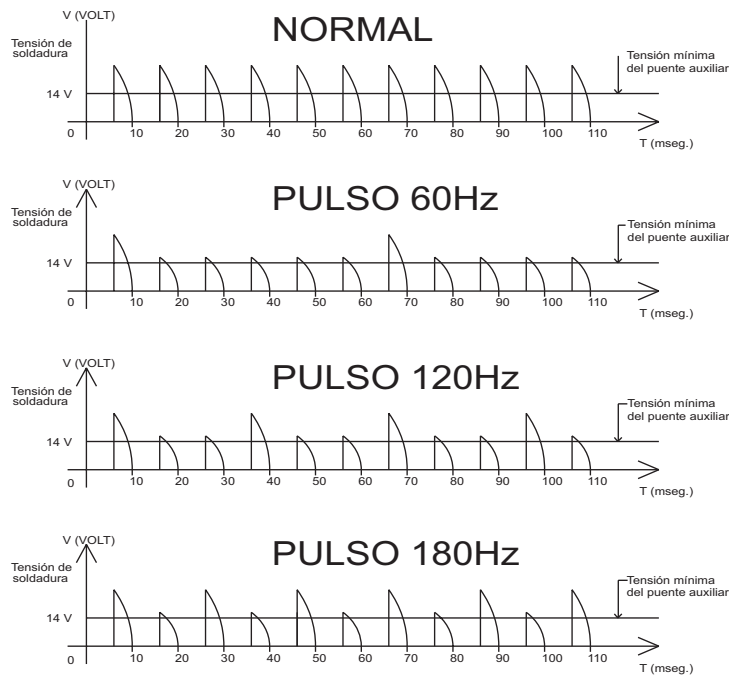 V (VOLT)
NORMAL
Tensión de
soldadura
Tensión mínima
del puente auxiliar
14 V
0
10 20 30 40 50 60 70 80 90 100 110
T (mseg.)
V (VOLT)
PULSO 60Hz
Tensión de
soldadura
Tensión mínima
del puente auxiliar
14 V
0
10 20 30 40 50 60 70 80 90 100 110
T (mseg.)
V (VOLT)
PULSO 120Hz
Tensión de
soldadura
Tensión mínima
del puente auxiliar
14 V
0
10 20 30 40 50 60 70 80 90 100 110
T (mseg.)
V (VOLT)
PULSO 180Hz
Tensión de
soldadura
Tensión mínima
del puente auxiliar
14 V
0
10 20 30 40 50 60 70 80 90 100 110
T (mseg.)